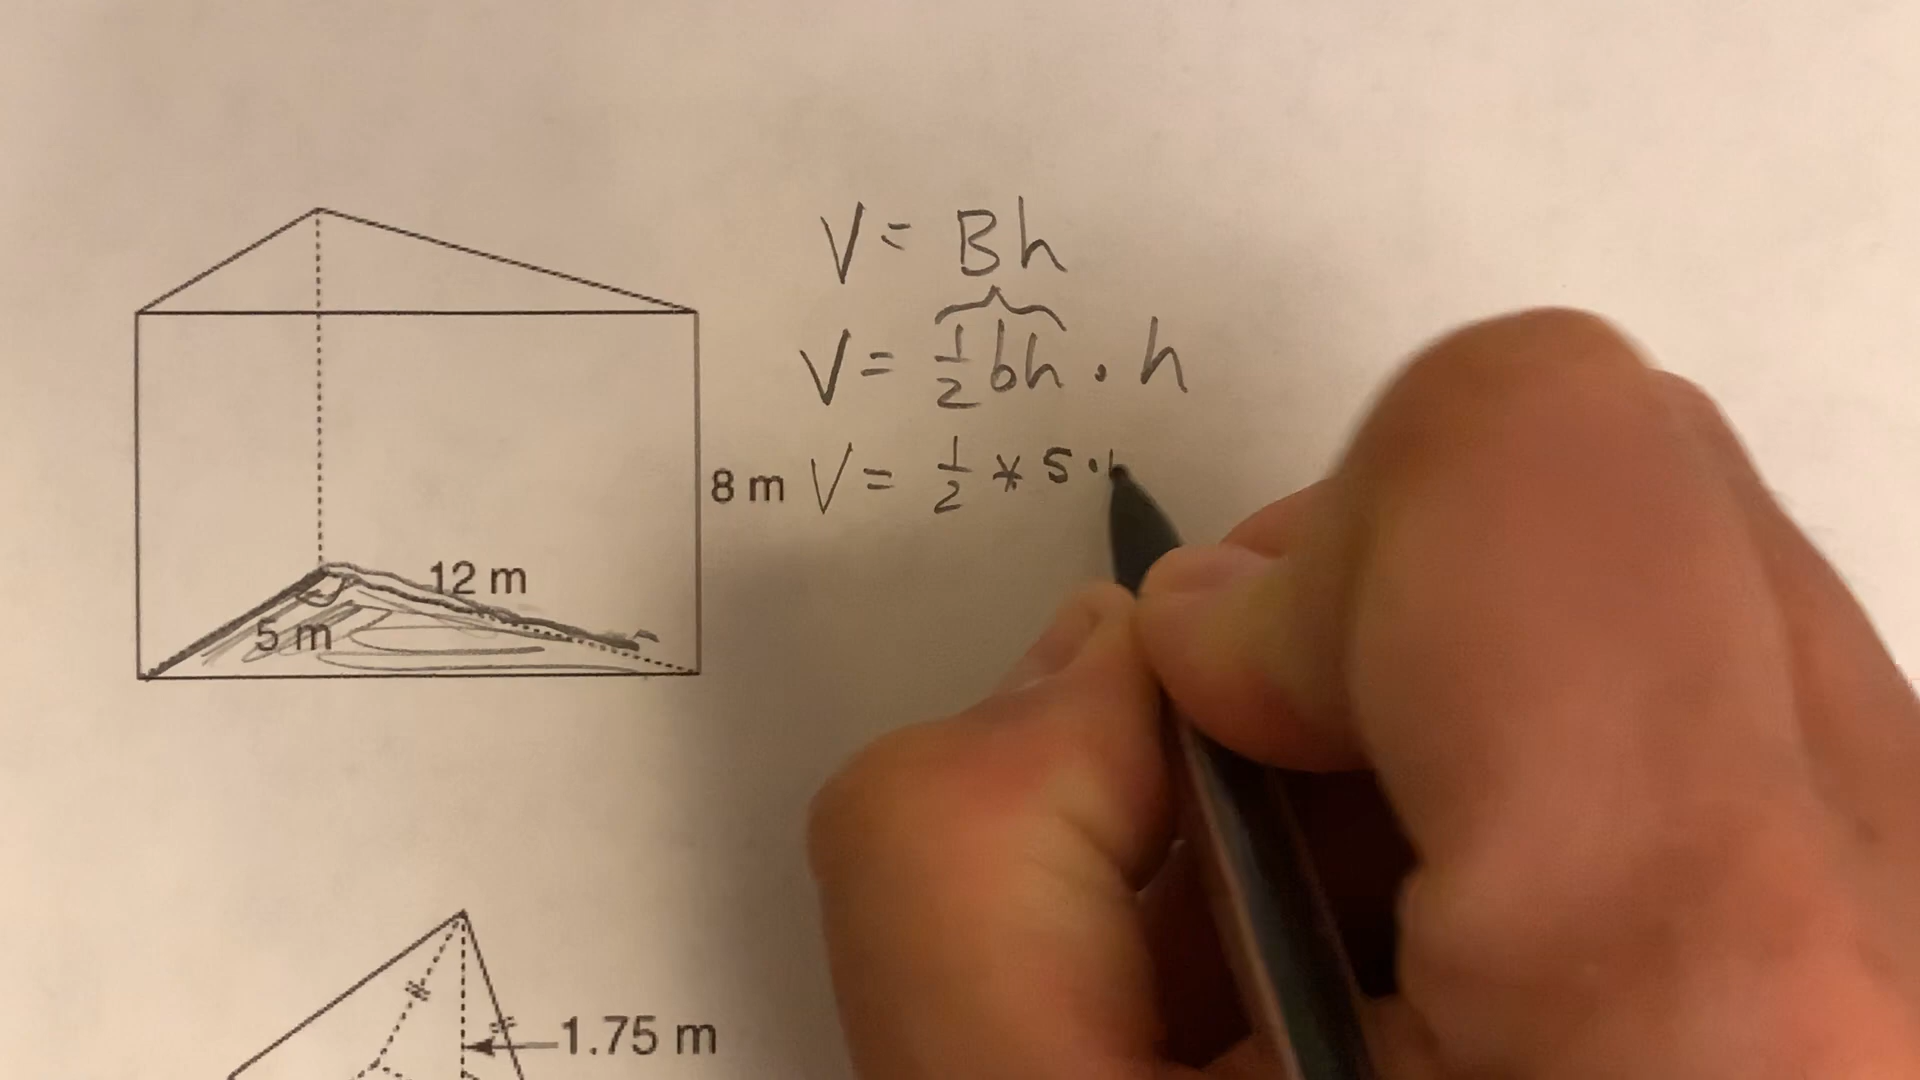 V = Bh
V = 1/2 bh · h
8 m
V = 1/2 * 5 ·
12 m
5 m
1.75 m